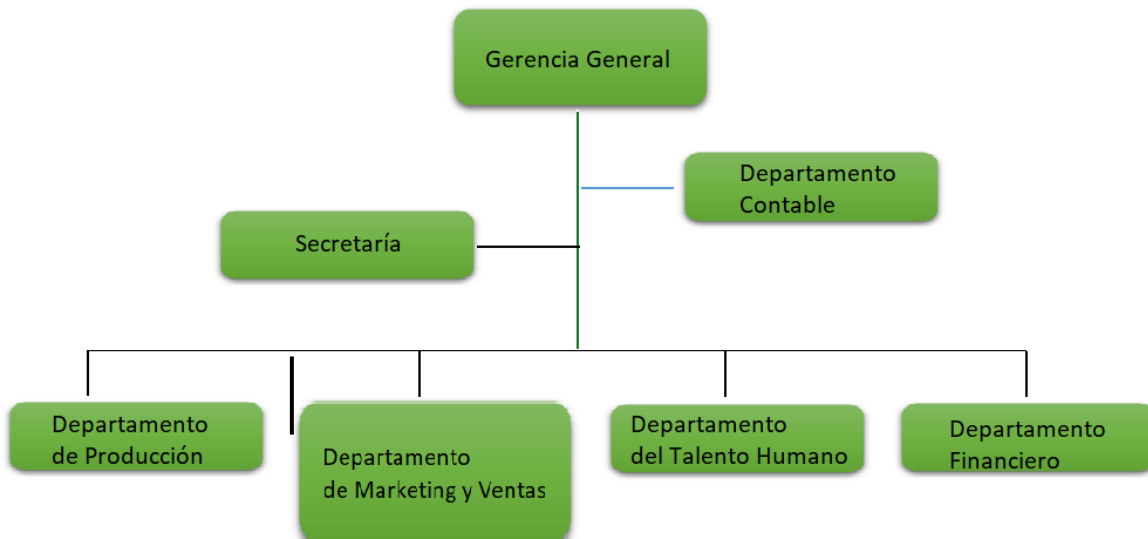 Gerencia General
Departamento
Contable
Secretaría
Departamento
de Producción
Departamento
de Marketing y Ventas
Departamento
del Talento Humano
Departamento
Financiero